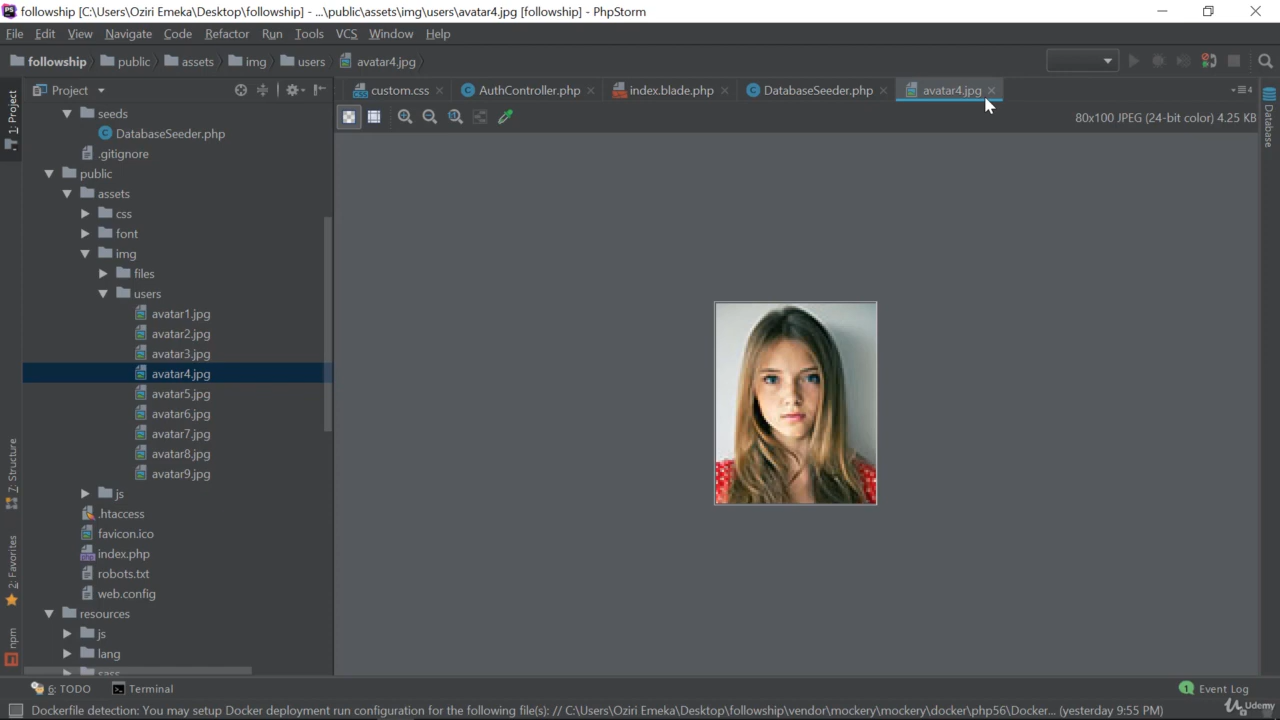 followship [C:\Users\Oziri Emeka\Desktop\followship] - ...\public\assets\img\users\avatar4.jpg [followship] - PhpStorm
File Edit View Navigate Code Refactor Run Tools VCS Window Help
followship public assets img users avatar4.jpg
Project
custom.css AuthController.php index.blade.php DatabaseSeeder.php avatar4.jpg
80x100 JPEG (24-bit color) 4.25 KB
seeds
DatabaseSeeder.php
.gitignore
public
assets
css
font
img
files
users
avatar1.jpg
avatar2.jpg
avatar3.jpg
avatar4.jpg
avatar5.jpg
avatar6.jpg
avatar7.jpg
avatar8.jpg
avatar9.jpg
js
.htaccess
favicon.ico
index.php
robots.txt
web.config
resources
js
lang
sass
1: Project
7: Structure
2: Favorites
npm
Database
6: TODO Terminal
1 Event Log
Dockerfile detection: You may setup Docker deployment run configuration for the following file(s): // C:\Users\Oziri Emeka\Desktop\followship\vendor\mockery\mockery\docker\php56\Docker... (yesterday 9:55 PM)
Udemy